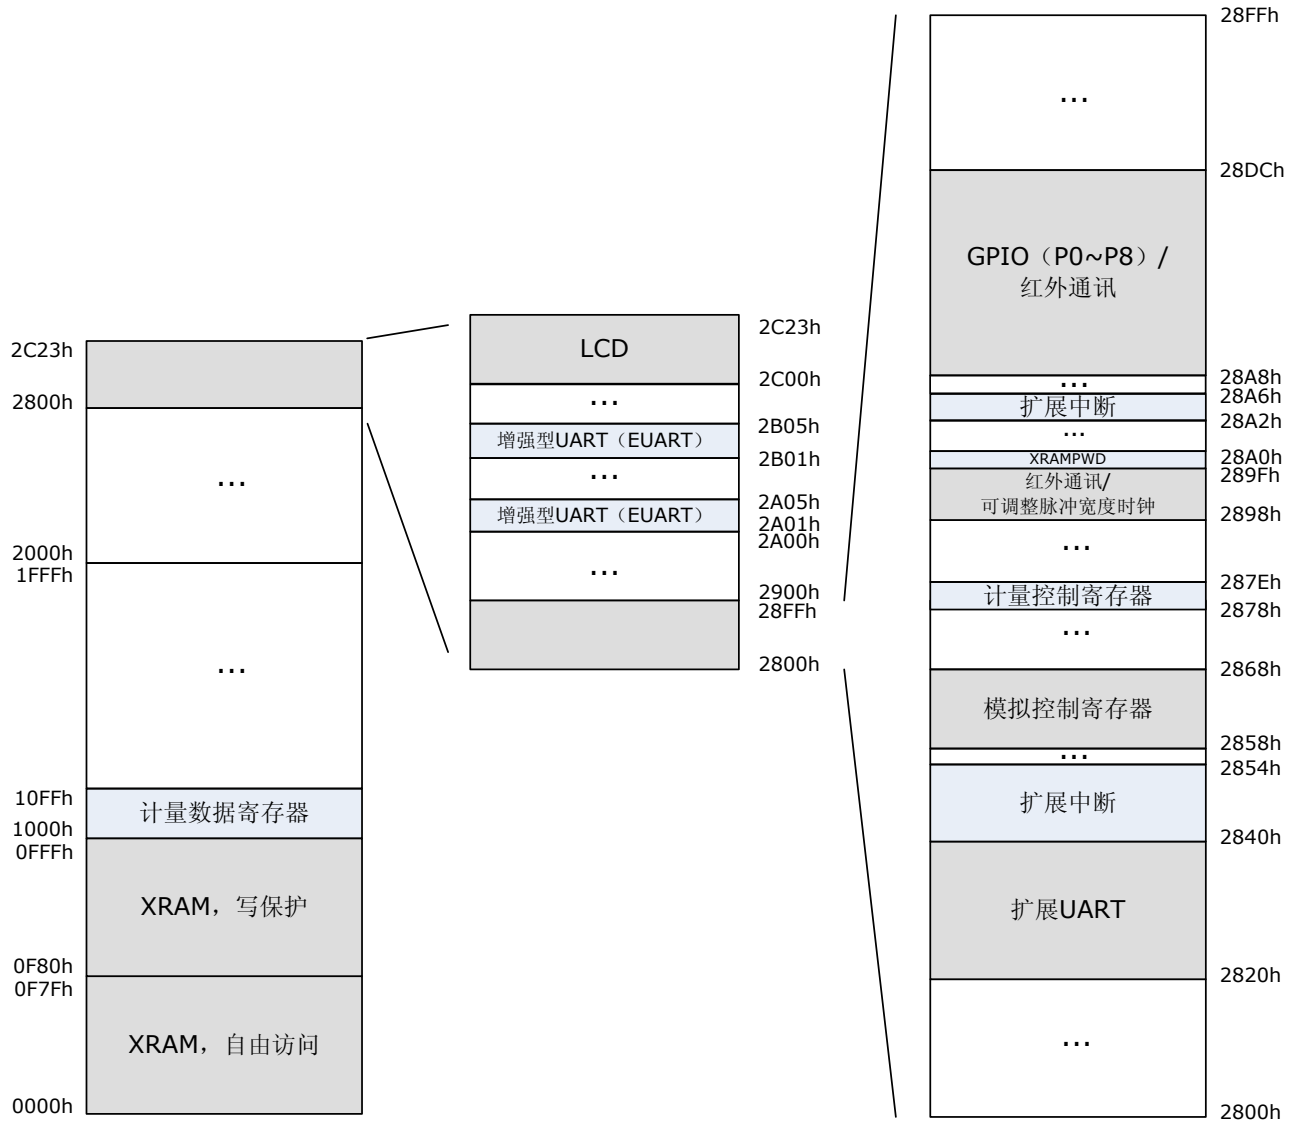 2C23h
2800h
...
2000h
1FFFh
...
10FFh
计量数据寄存器
1000h
0FFFh
XRAM，写保护
0F80h
0F7Fh
XRAM，自由访问
0000h
LCD
2C23h
2C00h
...
2B05h
增强型UART（EUART）
2B01h
...
2A05h
增强型UART（EUART）
2A01h
2A00h
...
2900h
28FFh
2800h
28FFh
...
28DCh
GPIO（P0~P8）/
红外通讯
28A8h
...
28A6h
扩展中断
28A2h
...
28A0h
XRAMPWD
289Fh
红外通讯/
可调整脉冲宽度时钟
2898h
...
287Eh
计量控制寄存器
2878h
...
2868h
模拟控制寄存器
2858h
...
2854h
扩展中断
2840h
扩展UART
2820h
...
2800h